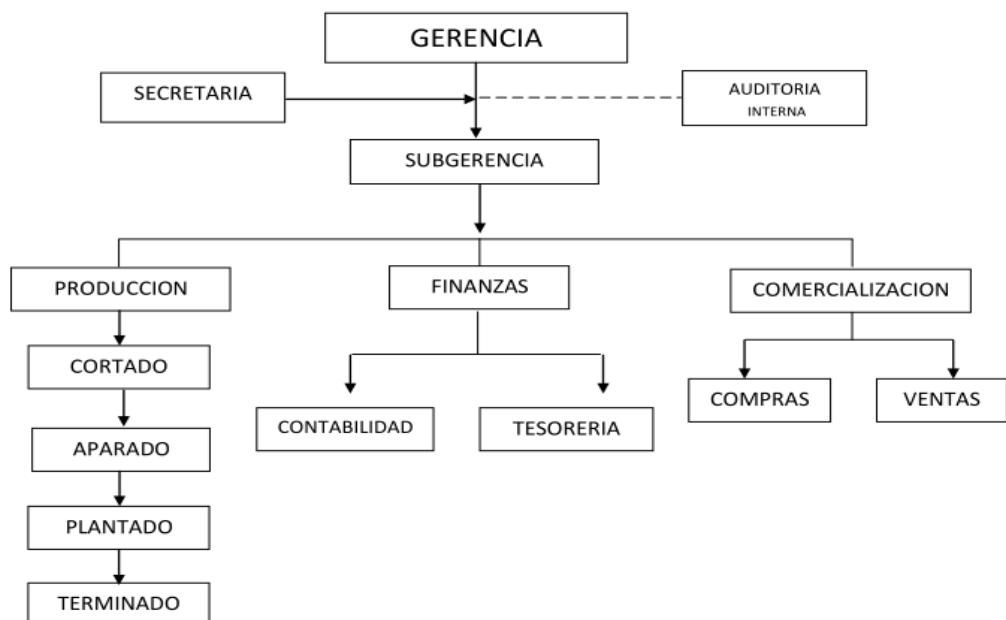 GERENCIA
SECRETARIA
AUDITORIA
INTERNA
SUBGERENCIA
PRODUCCION
FINANZAS
COMERCIALIZACION
CORTADO
COMPRAS
VENTAS
CONTABILIDAD
TESORERIA
APARADO
PLANTADO
TERMINADO